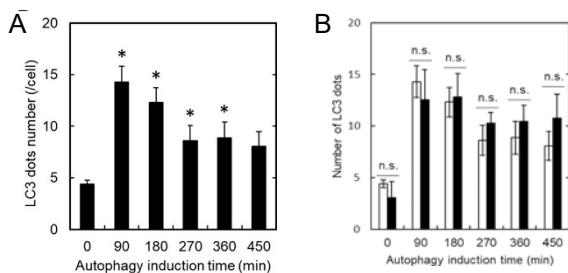 A
LC3 dots number (/cell)
20
15
10
5
0
* * * *
0 90 180 270 360 450
Autophagy induction time (min)
B
Number of LC3 dots
20
15
10
5
0
n.s. n.s. n.s. n.s. n.s. n.s.
0 90 180 270 360 450
Autophagy induction time (min)